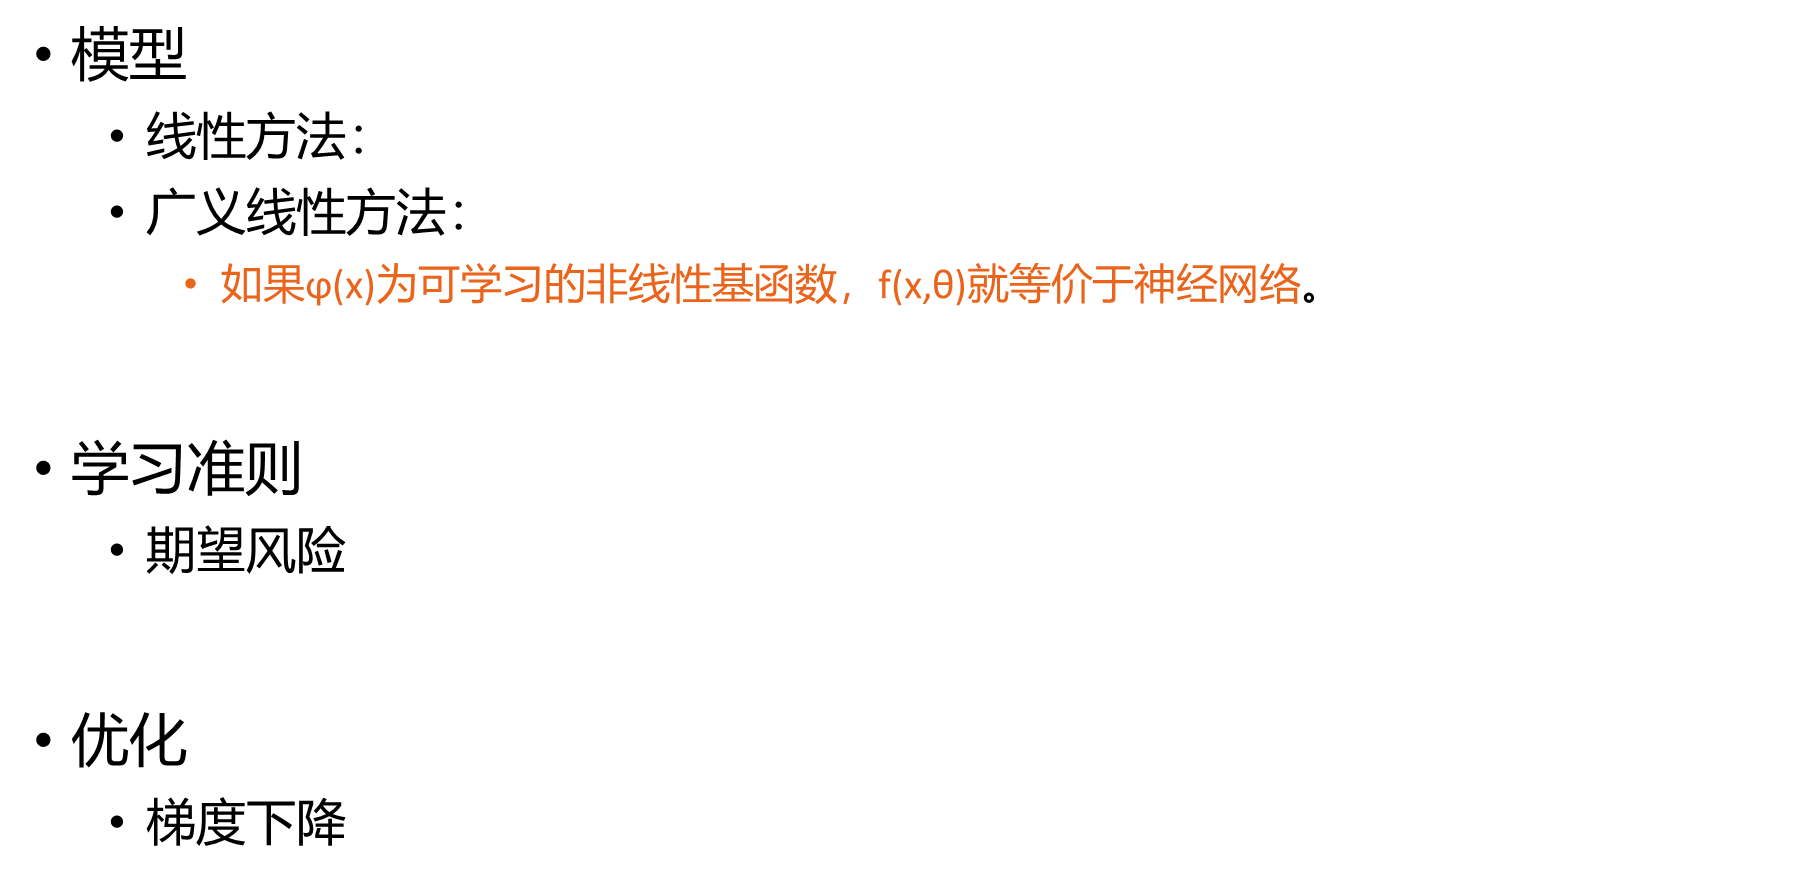 • 模型
• 线性方法：
• 广义线性方法：
• 如果φ(x)为可学习的非线性基函数，f(x,θ)就等价于神经网络。
• 学习准则
• 期望风险
• 优化
• 梯度下降